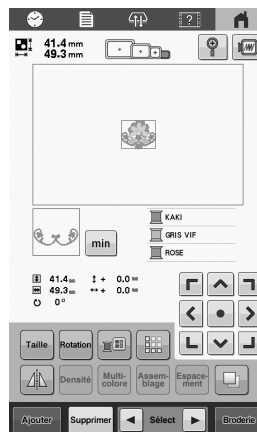 ?
41.4 mm
49.3 mm
KAKI
GRIS VIF
ROSE
min
41.4 mm + 0.0 mm
49.3 mm + 0.0 mm
0°
Taille Rotation
Densité Multi-colore Assem-blage Espace-ment
Ajouter Supprimer Sélect Broderie